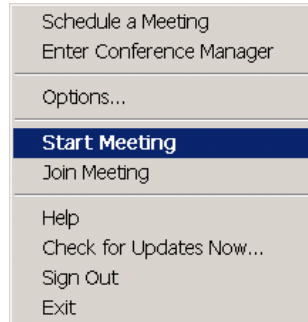 Schedule a Meeting
Enter Conference Manager
Options...
Start Meeting
Join Meeting
Help
Check for Updates Now...
Sign Out
Exit